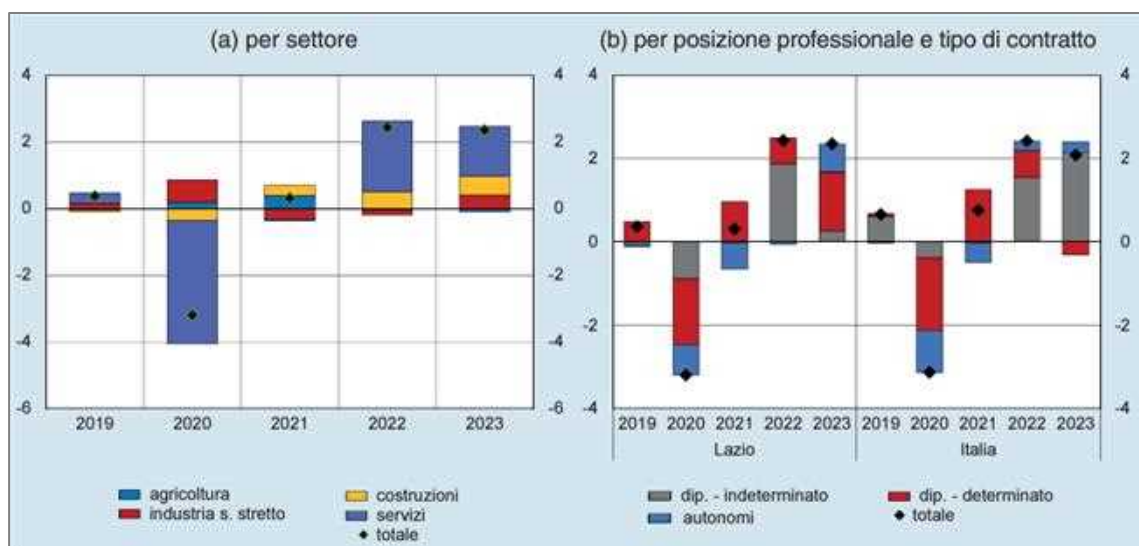 (a) per settore
(b) per posizione professionale e tipo di contratto
4
2
0
-2
-4
-6
4
2
0
-2
-4
-6
2019 2020 2021 2022 2023
agricoltura
costruzioni
industria s. stretto
servizi
totale
4
2
0
-2
-4
4
2
0
-2
-4
2019 2020 2021 2022 2023 2019 2020 2021 2022 2023
Lazio Italia
dip. - indeterminato
dip. - determinato
autonomi
totale